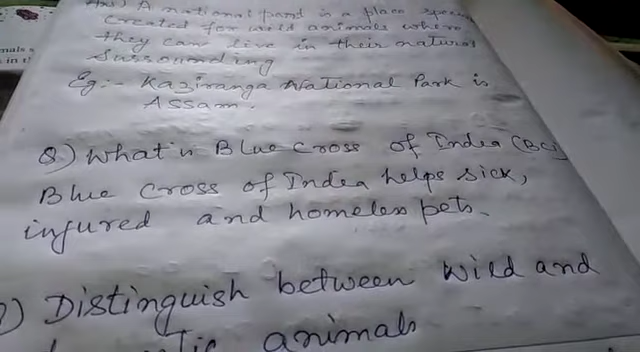 Ans) A national park is a place specia
created for wild animals where
they can live in their natural
surrounding
Eg:- Kaziranga National Park is
Assam.
Q) What is Blue Cross of India (BCI
Blue Cross of India helps sick,
injured and homeless pets.
) Distinguish between wild and
animals